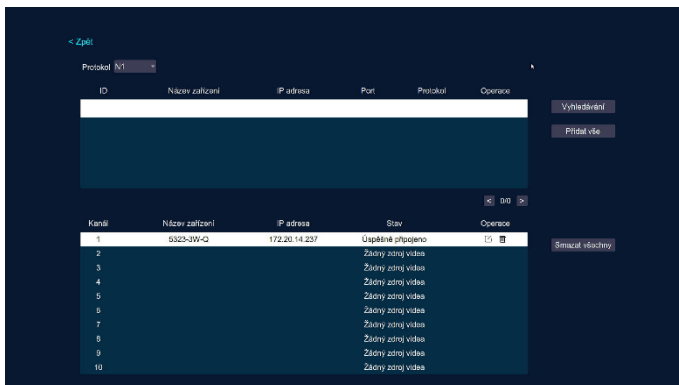 < Zpět
Protokol N1
ID Název zařízení IP adresa Port Protokol Operace
Vyhledávání
Přidat vše
< 0/0 >
Kanál Název zařízení IP adresa Stav Operace
1 5323-3W-Q 172.20.14.237 Úspěšně připojeno
Smazat všechny
2 Žádný zdroj videa
3 Žádný zdroj videa
4 Žádný zdroj videa
5 Žádný zdroj videa
6 Žádný zdroj videa
7 Žádný zdroj videa
8 Žádný zdroj videa
9 Žádný zdroj videa
10 Žádný zdroj videa